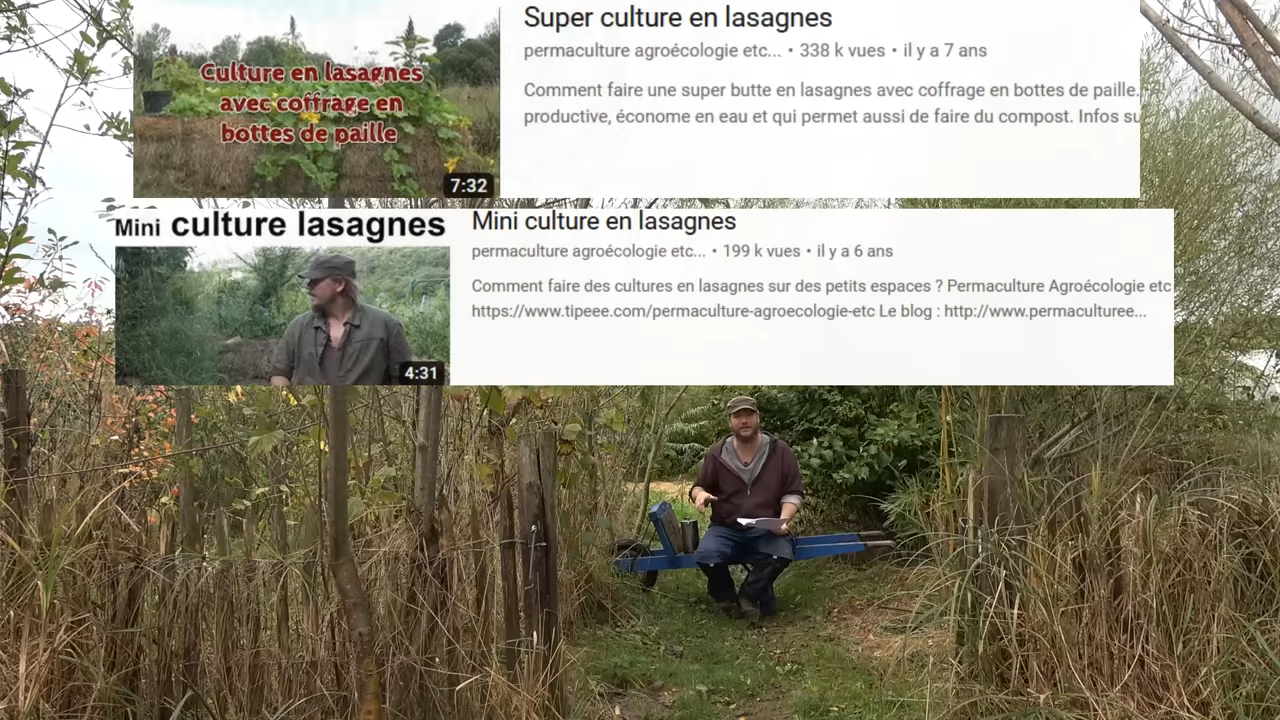 Culture en lasagnes
avec coffrage en
bottes de paille
7:32
Super culture en lasagnes
permaculture agroécologie etc... • 338 k vues • il y a 7 ans
Comment faire une super butte en lasagnes avec coffrage en bottes de paille.
productive, économe en eau et qui permet aussi de faire du compost. Infos su
Mini culture lasagnes
4:31
Mini culture en lasagnes
permaculture agroécologie etc... • 199 k vues • il y a 6 ans
Comment faire des cultures en lasagnes sur des petits espaces ? Permaculture Agroécologie etc
https://www.tipeee.com/permaculture-agroecologie-etc Le blog : http://www.permaculturee...